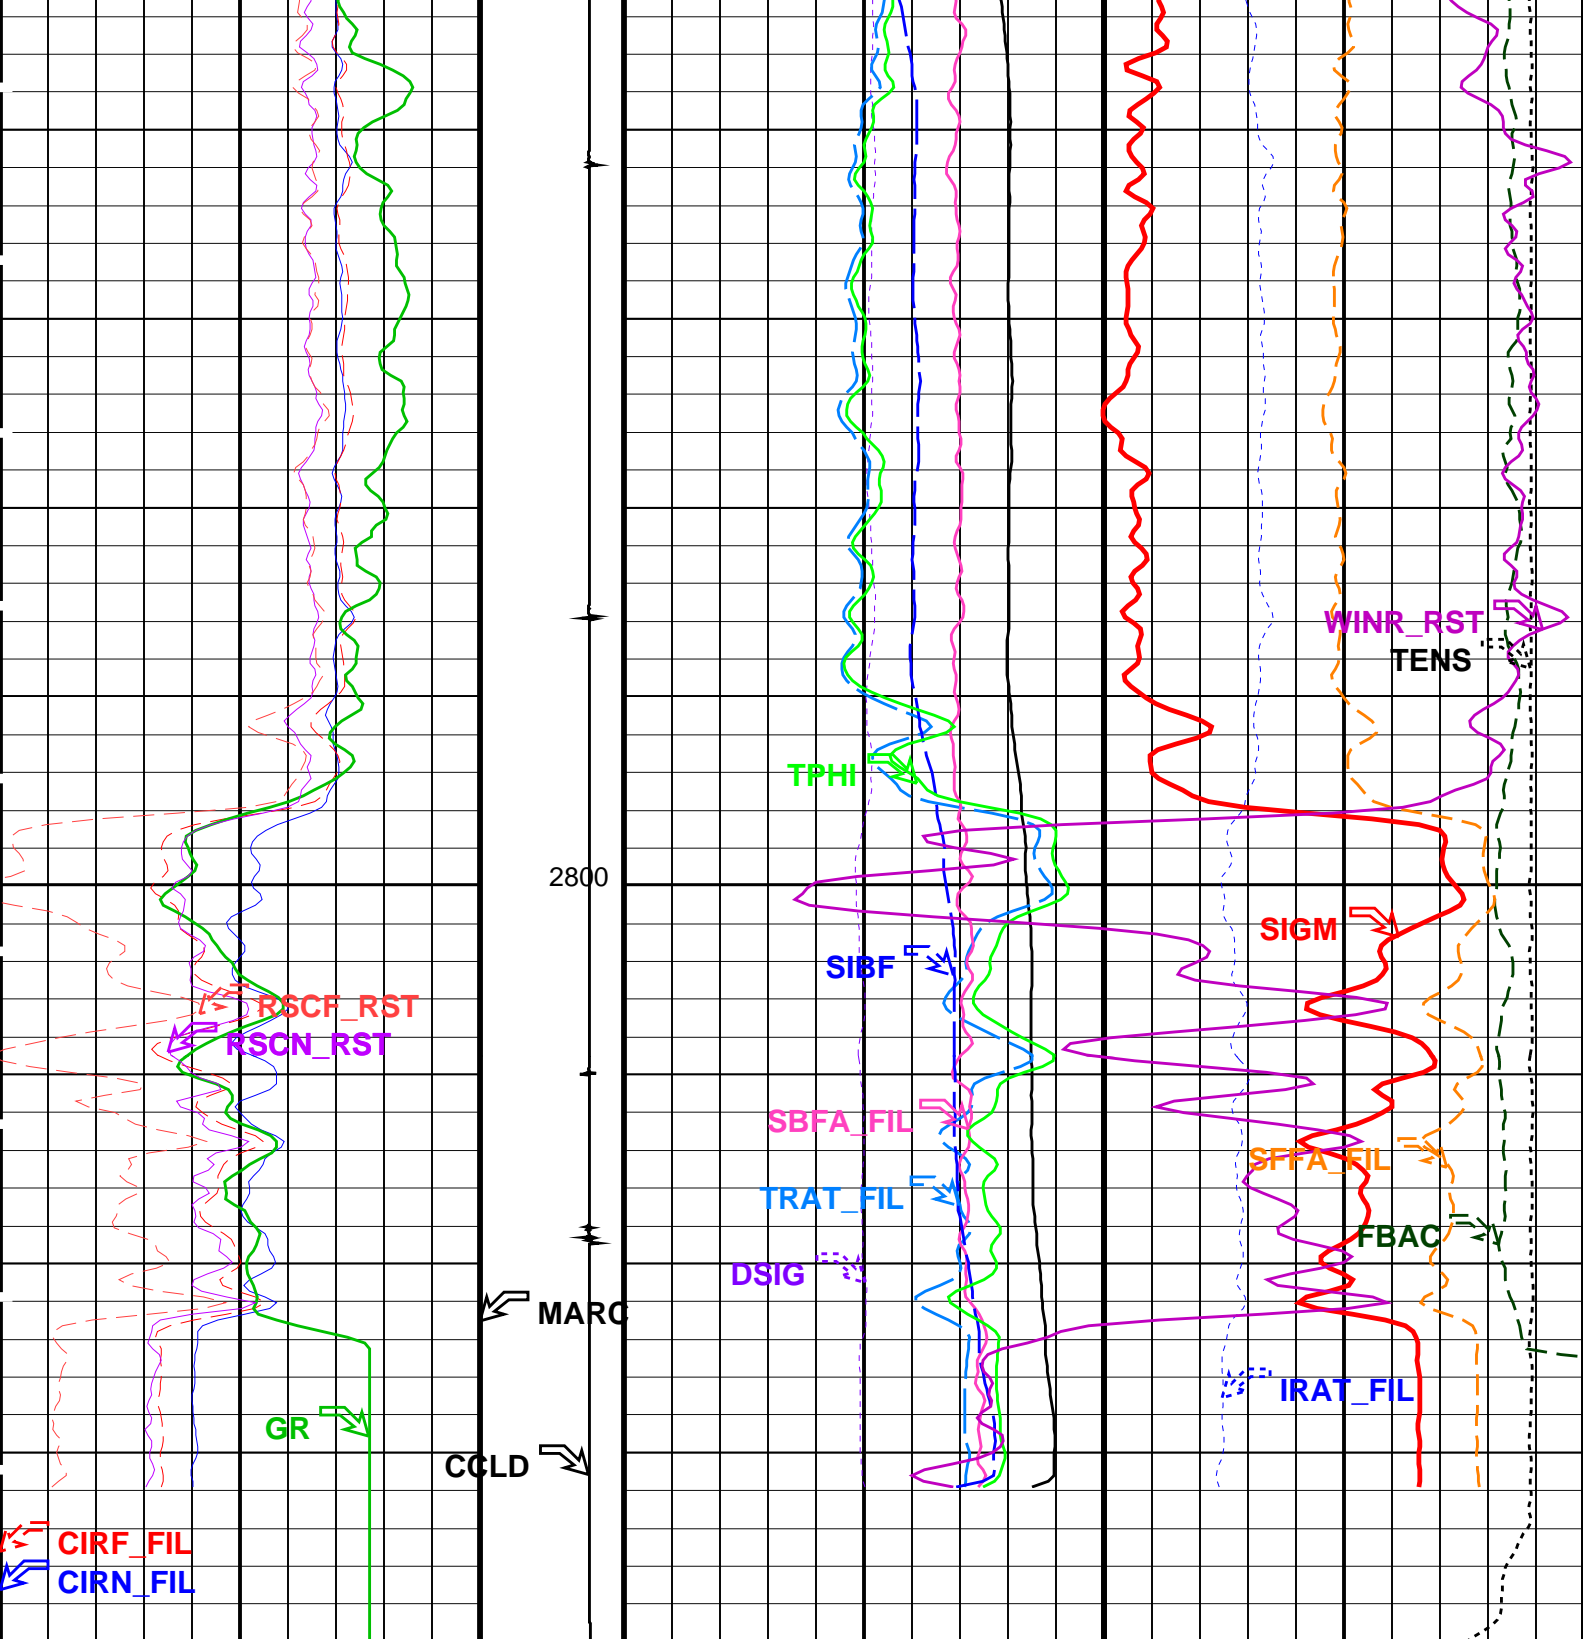 WINR_RST
TENS
TPHI
2800
SIGM
SIBF
RSCF_RST
RSCN_RST
SBFA_FIL
SFFA_FIL
TRAT_FIL
FBAC
DSIG
MARC
IRAT_FIL
GR
CCLD
CIRF_FIL
CIRN_FIL